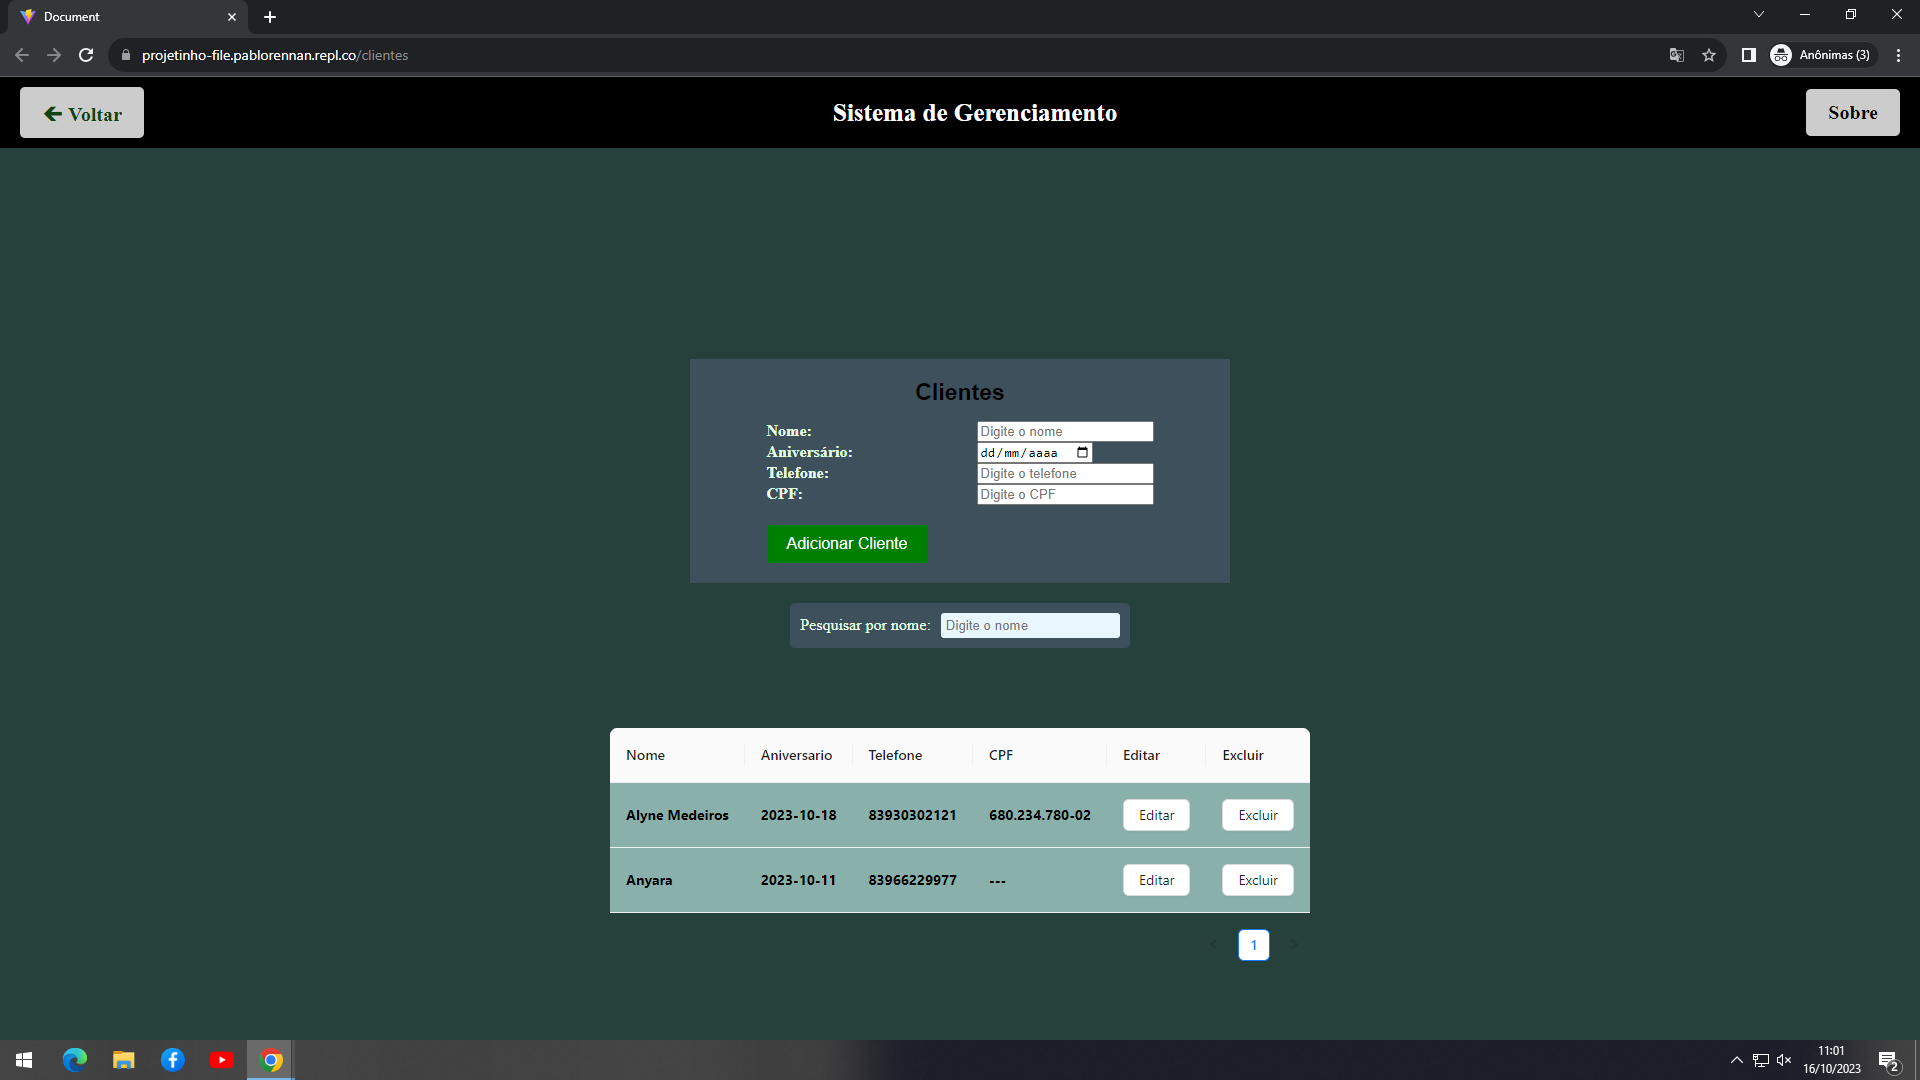 Document
projetinho-file.pablorennan.repl.co/clientes
Anônimas (3)
Voltar
Sistema de Gerenciamento
Sobre
Clientes
Nome: Digite o nome
Aniversário: dd/mm/aaaa
Telefone: Digite o telefone
CPF: Digite o CPF
Adicionar Cliente
Pesquisar por nome: Digite o nome
Nome Aniversario Telefone CPF Editar Excluir
Alyne Medeiros 2023-10-18 83930302121 680.234.780-02 Editar Excluir
Anyara 2023-10-11 83966229977 --- Editar Excluir
1
11:01
16/10/2023
2